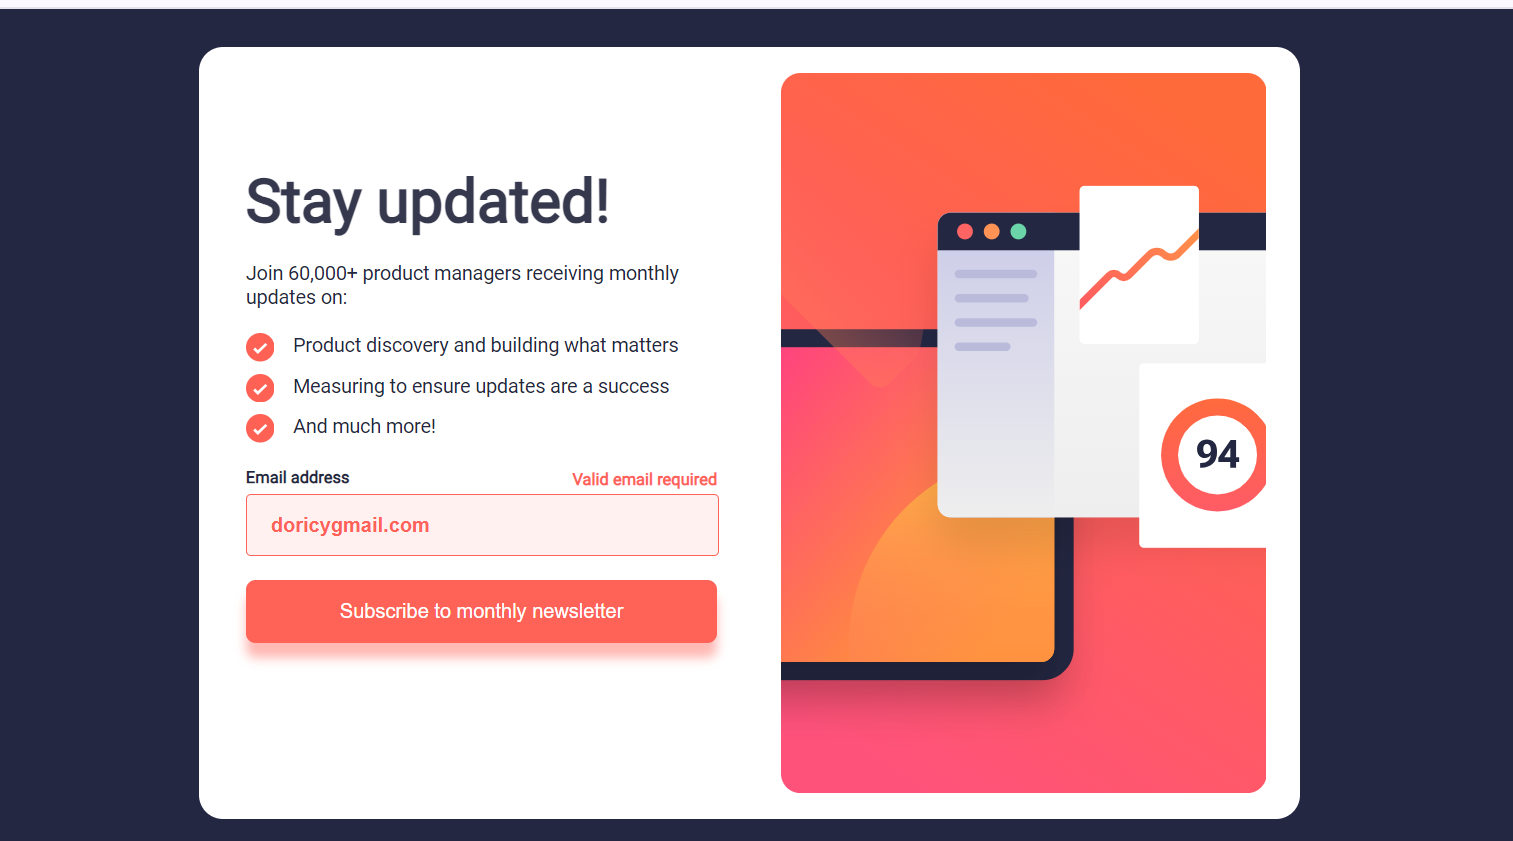 Stay updated!
Join 60,000+ product managers receiving monthly
updates on:
Product discovery and building what matters
Measuring to ensure updates are a success
And much more!
Email address
Valid email required
doricygmail.com
Subscribe to monthly newsletter
94